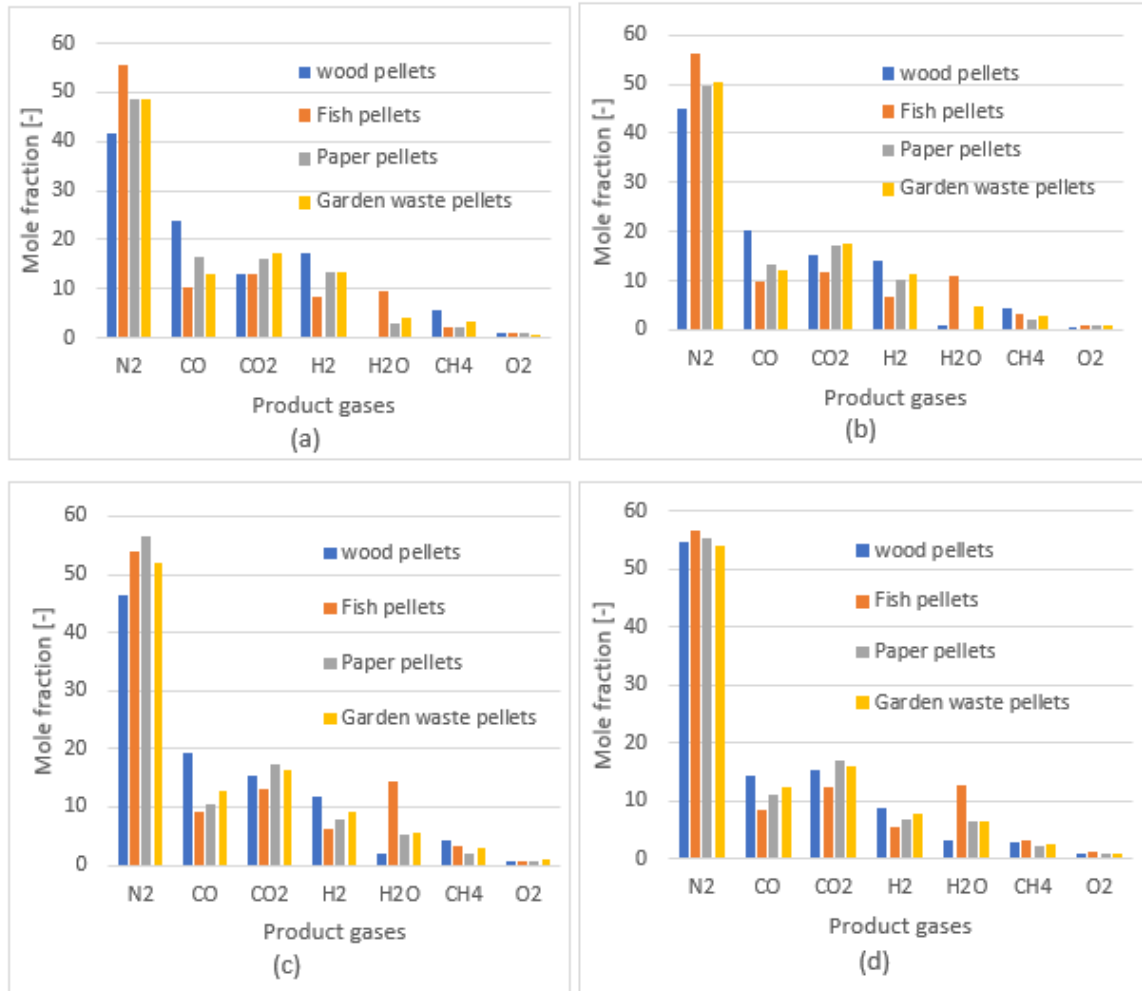 60
50
40
30
20
10
0
Mole fraction [-]
wood pellets
Fish pellets
Paper pellets
Garden waste pellets
N2 CO CO2 H2 H2O CH4 O2
Product gases
(a)
60
50
40
30
20
10
0
Mole fraction [-]
wood pellets
Fish pellets
Paper pellets
Garden waste pellets
N2 CO CO2 H2 H2O CH4 O2
Product gases
(b)
60
50
40
30
20
10
0
Mole fraction [-]
wood pellets
Fish pellets
Paper pellets
Garden waste pellets
N2 CO CO2 H2 H2O CH4 O2
Product gases
(c)
60
50
40
30
20
10
0
Mole fraction [-]
wood pellets
Fish pellets
Paper pellets
Garden waste pellets
N2 CO CO2 H2 H2O CH4 O2
Product gases
(d)